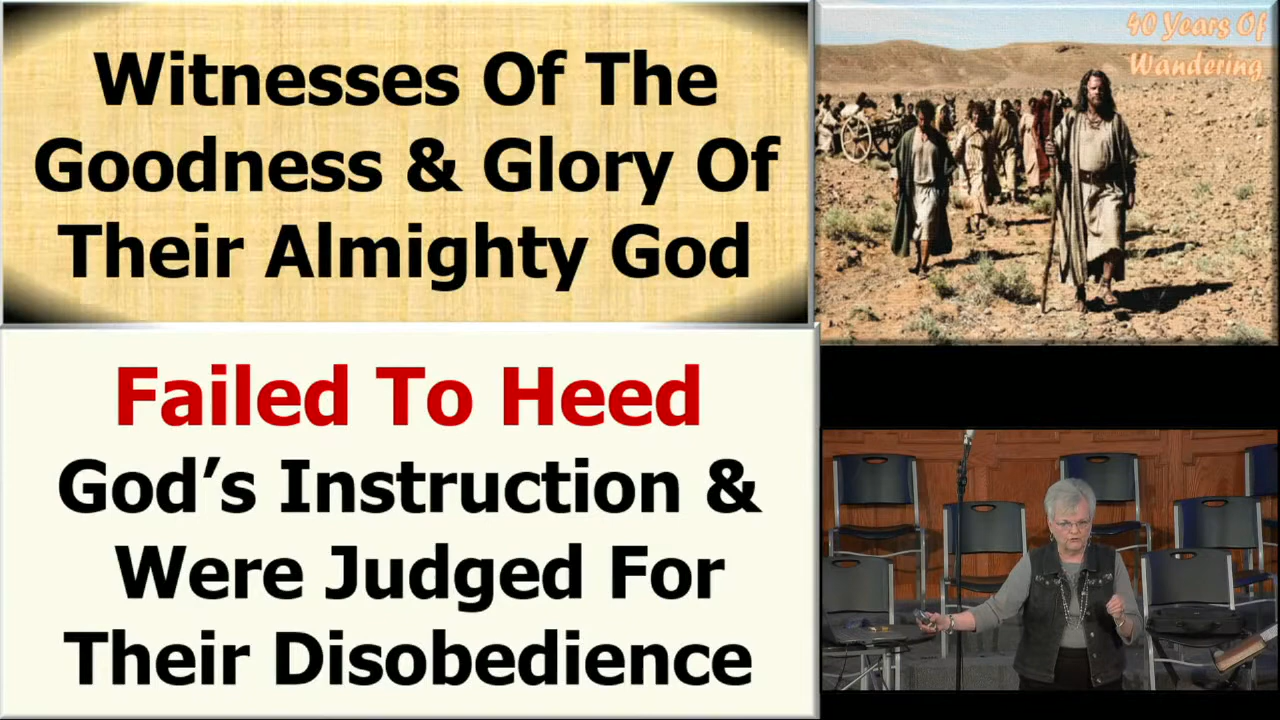 Witnesses Of The
Goodness & Glory Of
Their Almighty God
40 Years Of
Wandering
Failed To Heed
God’s Instruction &
Were Judged For
Their Disobedience